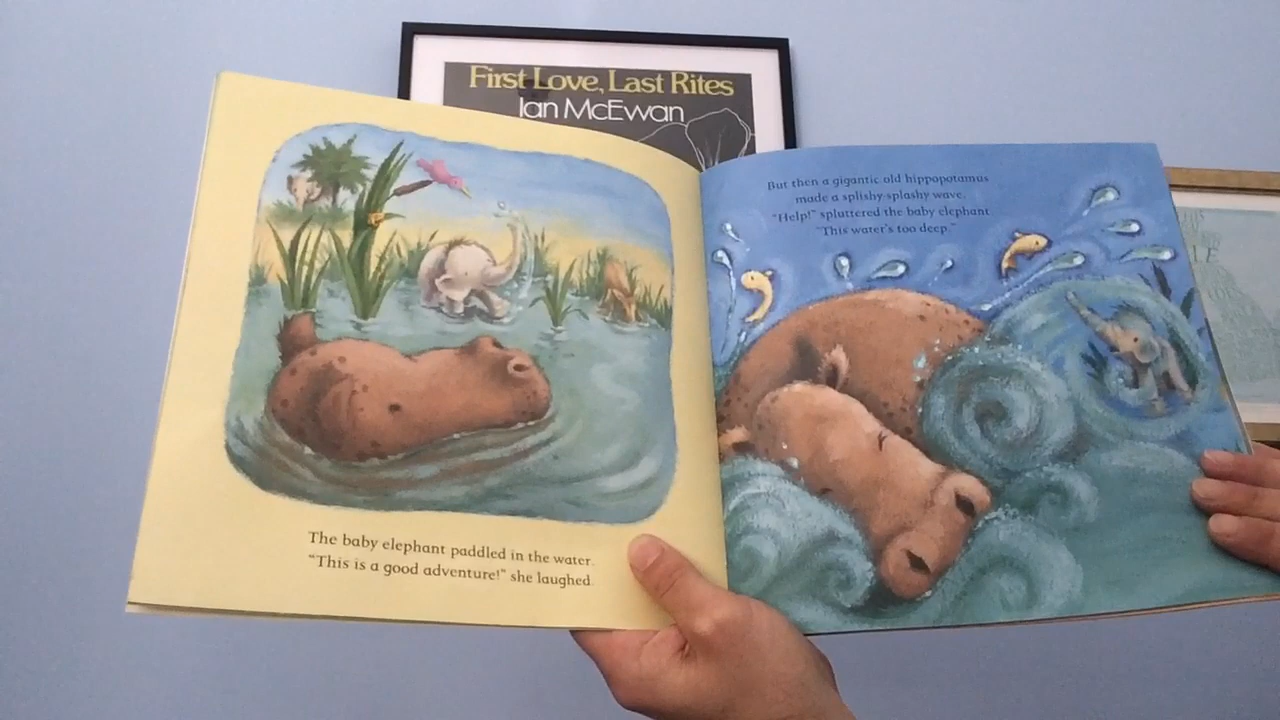 First Love, Last Rites
Ian McEwan
The baby elephant paddled in the water.
"This is a good adventure!" she laughed.
But then a gigantic old hippopotamus
made a splishy-splashy wave.
"Help!" spluttered the baby elephant.
"This water's too deep."